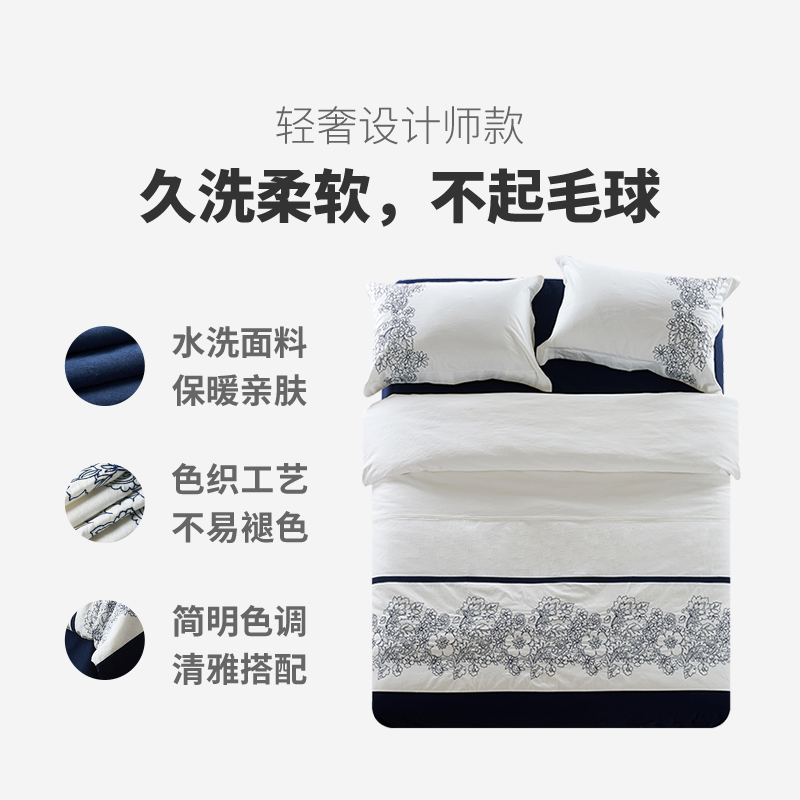 轻奢设计师款
久洗柔软，不起毛球
水洗面料
保暖亲肤
色织工艺
不易褪色
简明色调
清雅搭配